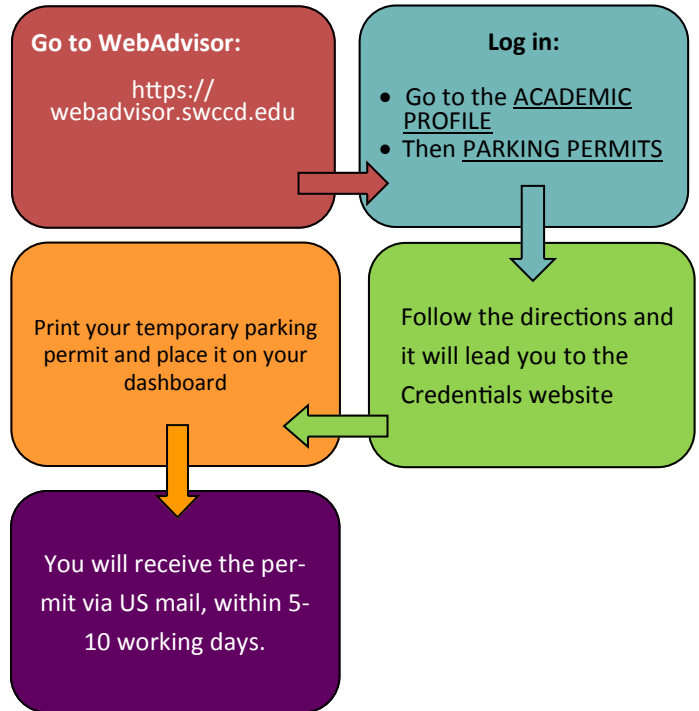 Go to WebAdvisor:
https://
webadvisor.swccd.edu
Log in:
• Go to the ACADEMIC
PROFILE
• Then PARKING PERMITS
Follow the directions and
it will lead you to the
Credentials website
Print your temporary parking
permit and place it on your
dashboard
You will receive the per-
mit via US mail, within 5-
10 working days.